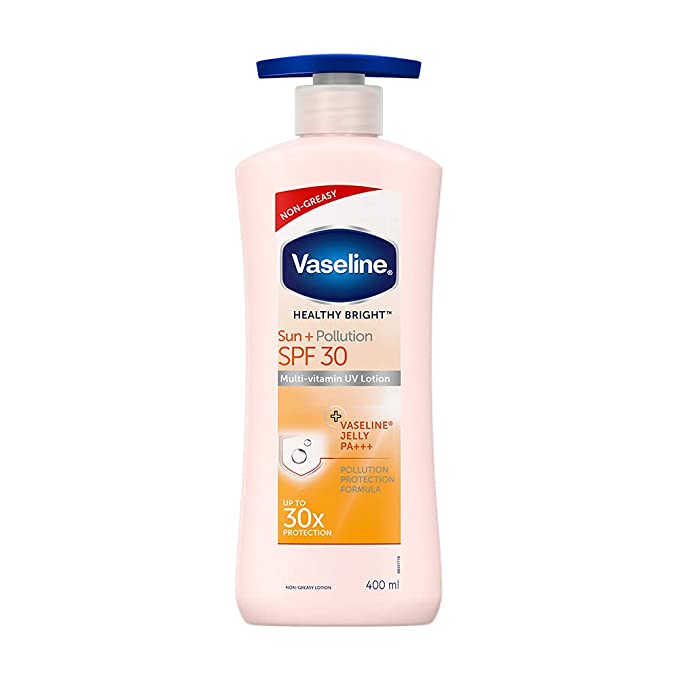 NON-GREASY
Vaseline®
HEALTHY BRIGHT™
Sun + Pollution
SPF 30
Multi-vitamin UV Lotion
+
VASELINE®
JELLY
PA+++
POLLUTION
PROTECTION
FORMULA
UP TO
30x
PROTECTION
NON-GREASY LOTION
400 ml